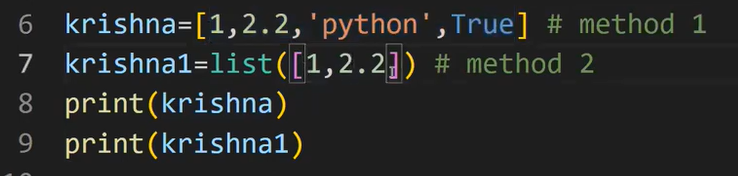 6 krishna=[1,2.2,'python',True] # method 1
7 krishna1=list([1,2.2]) # method 2
8 print(krishna)
9 print(krishna1)